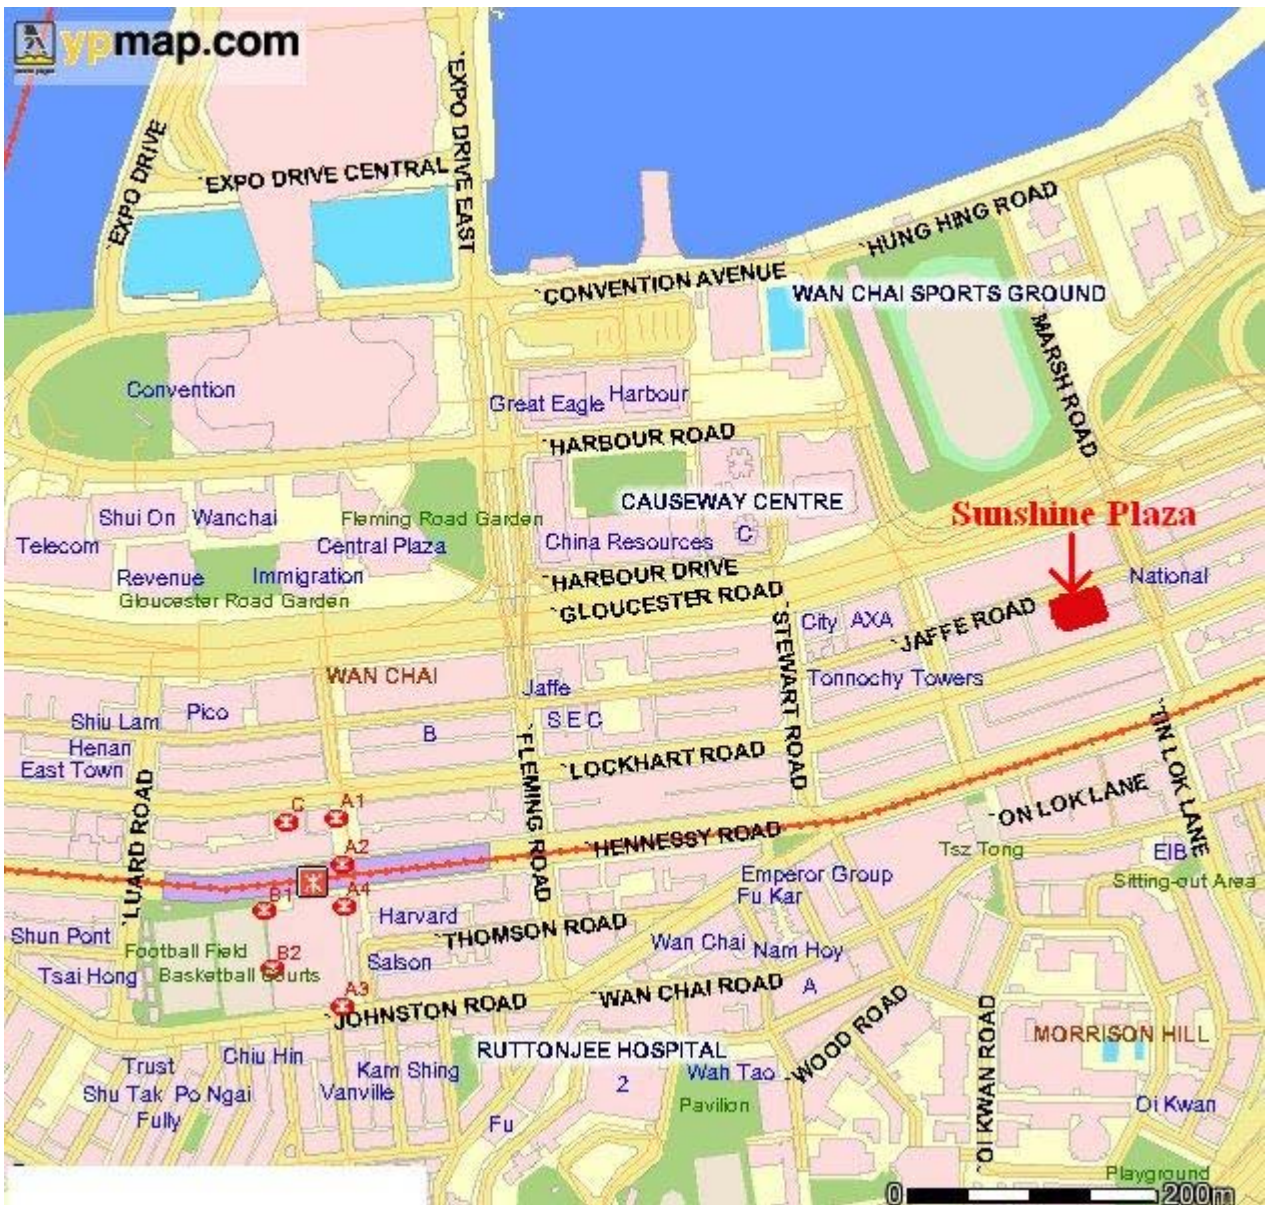 ypmap.com
EXPO DRIVE
EXPO DRIVE CENTRAL
EXPO DRIVE EAST
HUNG HING ROAD
CONVENTION AVENUE
WAN CHAI SPORTS GROUND
MARSH ROAD
Convention
Great Eagle
Harbour
HARBOUR ROAD
CAUSEWAY CENTRE
Sunshine Plaza
Shui On
Wanchai
Fleming Road Garden
Telecom
Central Plaza
China Resources
C
Revenue
Immigration
HARBOUR DRIVE
National
Gloucester Road Garden
GLOUCESTER ROAD
STEWART ROAD
City
AXA
JAFFE ROAD
WAN CHAI
Jaffe
Tonnochy Towers
Shiu Lam
Pico
B
S E C
Henan
East Town
LUARD ROAD
FLEMING ROAD
LOCKHART ROAD
TIN LOK LANE
C
A1
ON LOK LANE
A2
HENNESSY ROAD
Tsz Tong
EIB
Sitting-out Area
Emperor Group
Fu Kar
B1
A4
Harvard
THOMSON ROAD
Shun Pont
Football Field
Wan Chai
Nam Hoy
Tsai Hong
B2
Basketball Courts
Salson
A3
JOHNSTON ROAD
WAN CHAI ROAD
A
WOOD ROAD
OI KWAN ROAD
MORRISON HILL
RUTTONJEE HOSPITAL
Trust
Chiu Hin
Kam Shing
2
Wah Tao
Shu Tak
Po Ngai
Vanville
Pavilion
Oi Kwan
Fully
Fu
Playground
0
200m